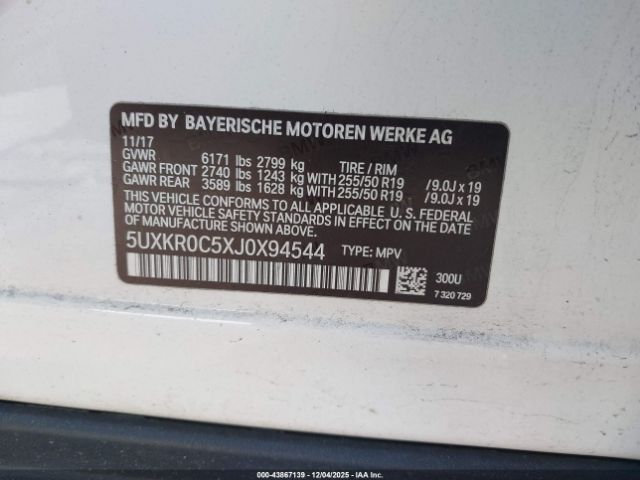 MFD BY BAYERISCHE MOTOREN WERKE AG
11/17
GVWR 6171 lbs 2799 kg TIRE / RIM
GAWR FRONT 2740 lbs 1243 kg WITH 255/50 R19 /9.0J x 19
GAWR REAR 3589 lbs 1628 kg WITH 255/50 R19 /9.0J x 19
THIS VEHICLE CONFORMS TO ALL APPLICABLE U. S. FEDERAL
MOTOR VEHICLE SAFETY STANDARDS IN EFFECT ON THE DATE
OF MANUFACTURE SHOWN ABOVE.
5UXKR0C5XJ0X94544 TYPE: MPV
300U
7 320 729
000-43867139 - 12/04/2025 - IAA Inc.